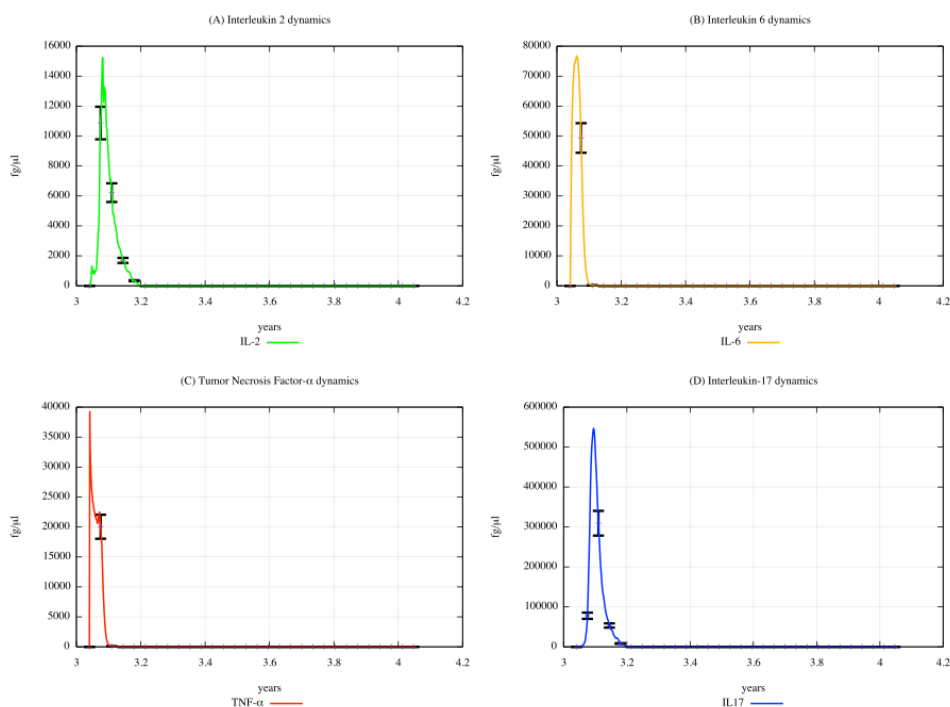 (A) Interleukin 2 dynamics
16000
14000
12000
10000
8000
6000
4000
2000
0
fg/μl
3 3.2 3.4 3.6 3.8 4 4.2
years
IL-2
(B) Interleukin 6 dynamics
80000
70000
60000
50000
40000
30000
20000
10000
0
fg/μl
3 3.2 3.4 3.6 3.8 4 4.2
years
IL-6
(C) Tumor Necrosis Factor-α dynamics
40000
35000
30000
25000
20000
15000
10000
5000
0
fg/μl
3 3.2 3.4 3.6 3.8 4 4.2
years
TNF-α
(D) Interleukin-17 dynamics
600000
500000
400000
300000
200000
100000
0
fg/μl
3 3.2 3.4 3.6 3.8 4 4.2
years
IL17